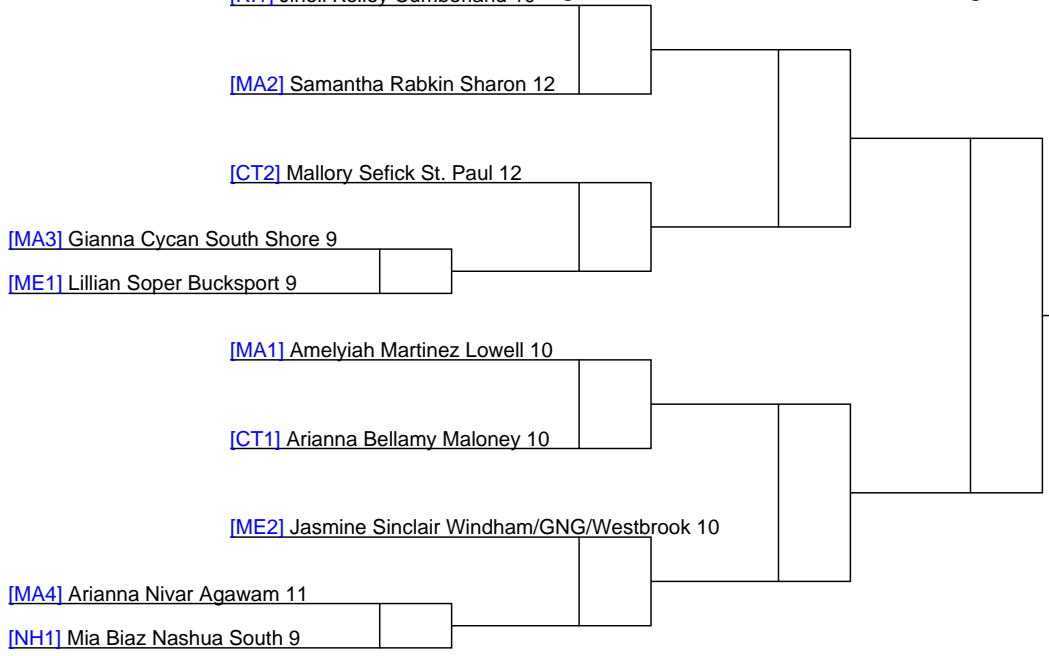 [MA2] Samantha Rabkin Sharon 12
[CT2] Mallory Sefick St. Paul 12
[MA3] Gianna Cycan South Shore 9
[ME1] Lillian Soper Bucksport 9
[MA1] Amelyiah Martinez Lowell 10
[CT1] Arianna Bellamy Maloney 10
[ME2] Jasmine Sinclair Windham/GNG/Westbrook 10
[MA4] Arianna Nivar Agawam 11
[NH1] Mia Biaz Nashua South 9